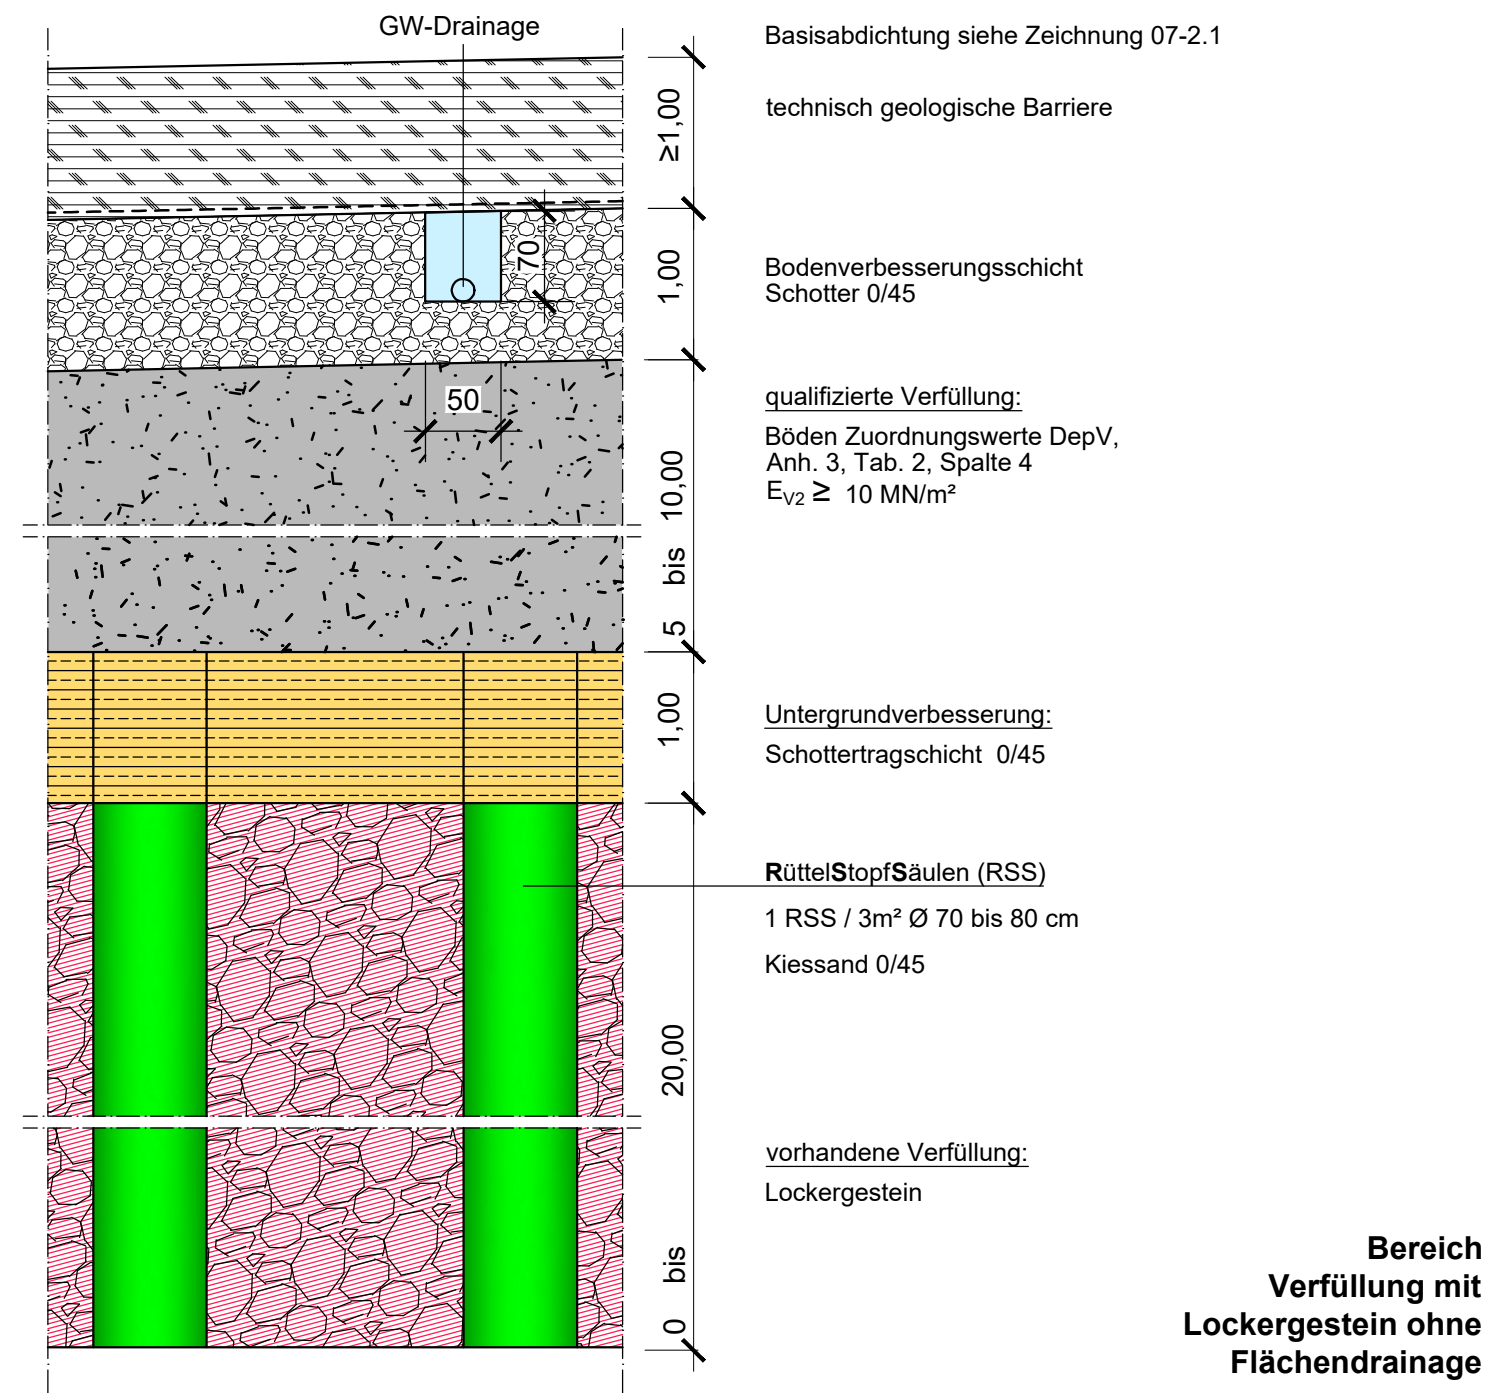 GW-Drainage
Basisabdichtung siehe Zeichnung 07-2.1
≥1,00
technisch geologische Barriere
70
1,00
Bodenverbesserungsschicht
Schotter 0/45
50
5 bis 10,00
qualifizierte Verfüllung:
Böden Zuordnungswerte DepV,
Anh. 3, Tab. 2, Spalte 4
EV2 ≥ 10 MN/m²
1,00
Untergrundverbesserung:
Schottertragschicht 0/45
RüttelStopfSäulen (RSS)
1 RSS / 3m² Ø 70 bis 80 cm
Kiessand 0/45
0 bis 20,00
vorhandene Verfüllung:
Lockergestein
Bereich
Verfüllung mit
Lockergestein ohne
Flächendrainage